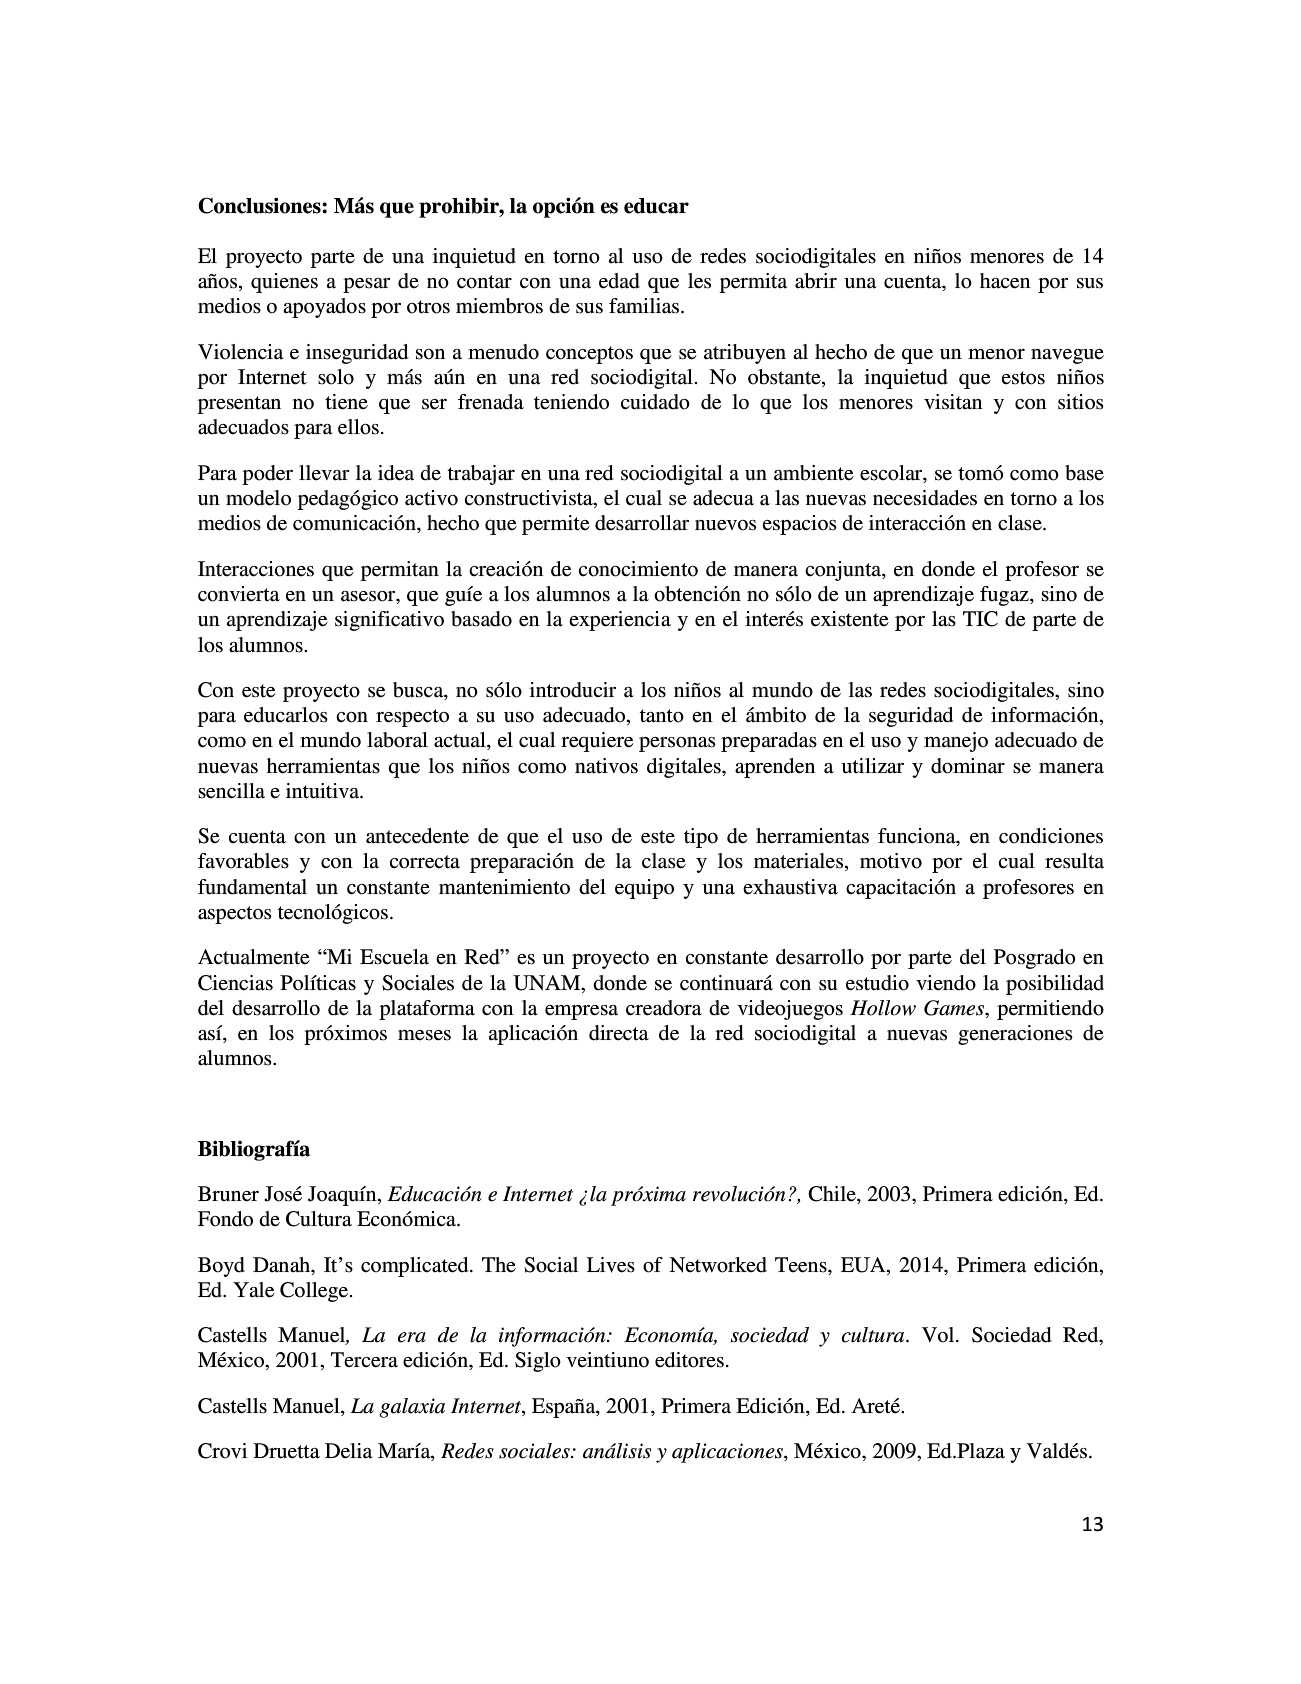 Conclusiones: Más que prohibir, la opción es educar
El proyecto parte de una inquietud en torno al uso de redes sociodigitales en niños menores de 14
años, quienes a pesar de no contar con una edad que les permita abrir una cuenta, lo hacen por sus
medios o apoyados por otros miembros de sus familias.
Violencia e inseguridad son a menudo conceptos que se atribuyen al hecho de que un menor navegue
por Internet solo y más aún en una red sociodigital. No obstante, la inquietud que estos niños
presentan no tiene que ser frenada teniendo cuidado de lo que los menores visitan y con sitios
adecuados para ellos.
Para poder llevar la idea de trabajar en una red sociodigital a un ambiente escolar, se tomó como base
un modelo pedagógico activo constructivista, el cual se adecua a las nuevas necesidades en torno a los
medios de comunicación, hecho que permite desarrollar nuevos espacios de interacción en clase.
Interacciones que permitan la creación de conocimiento de manera conjunta, en donde el profesor se
convierta en un asesor, que guíe a los alumnos a la obtención no sólo de un aprendizaje fugaz, sino de
un aprendizaje significativo basado en la experiencia y en el interés existente por las TIC de parte de
los alumnos.
Con este proyecto se busca, no sólo introducir a los niños al mundo de las redes sociodigitales, sino
para educarlos con respecto a su uso adecuado, tanto en el ámbito de la seguridad de información,
como en el mundo laboral actual, el cual requiere personas preparadas en el uso y manejo adecuado de
nuevas herramientas que los niños como nativos digitales, aprenden a utilizar y dominar se manera
sencilla e intuitiva.
Se cuenta con un antecedente de que el uso de este tipo de herramientas funciona, en condiciones
favorables y con la correcta preparación de la clase y los materiales, motivo por el cual resulta
fundamental un constante mantenimiento del equipo y una exhaustiva capacitación a profesores en
aspectos tecnológicos.
Actualmente “Mi Escuela en Red” es un proyecto en constante desarrollo por parte del Posgrado en
Ciencias Políticas y Sociales de la UNAM, donde se continuará con su estudio viendo la posibilidad
del desarrollo de la plataforma con la empresa creadora de videojuegos Hollow Games, permitiendo
así, en los próximos meses la aplicación directa de la red sociodigital a nuevas generaciones de
alumnos.
Bibliografía
Bruner José Joaquín, Educación e Internet ¿la próxima revolución?, Chile, 2003, Primera edición, Ed.
Fondo de Cultura Económica.
Boyd Danah, It’s complicated. The Social Lives of Networked Teens, EUA, 2014, Primera edición,
Ed. Yale College.
Castells Manuel, La era de la información: Economía, sociedad y cultura. Vol. Sociedad Red,
México, 2001, Tercera edición, Ed. Siglo veintiuno editores.
Castells Manuel, La galaxia Internet, España, 2001, Primera Edición, Ed. Areté.
Crovi Druetta Delia María, Redes sociales: análisis y aplicaciones, México, 2009, Ed.Plaza y Valdés.
13